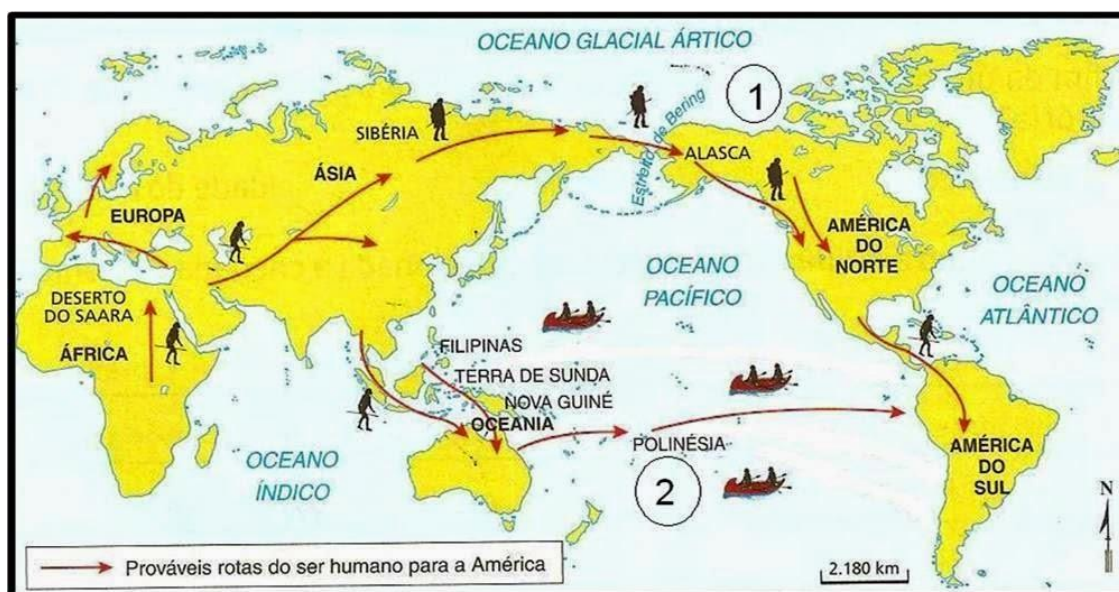 OCEANO GLACIAL ÁRTICO
1
SIBÉRIA
Estreito de Bering
ALASCA
ÁSIA
EUROPA
AMÉRICA
DO
NORTE
OCEANO
PACÍFICO
OCEANO
ATLÂNTICO
DESERTO
DO SAARA
ÁFRICA
FILIPINAS
TERRA DE SUNDA
NOVA GUINÉ
OCEANIA
POLINÉSIA
2
OCEANO
ÍNDICO
AMÉRICA
DO
SUL
N
Prováveis rotas do ser humano para a América
2.180 km